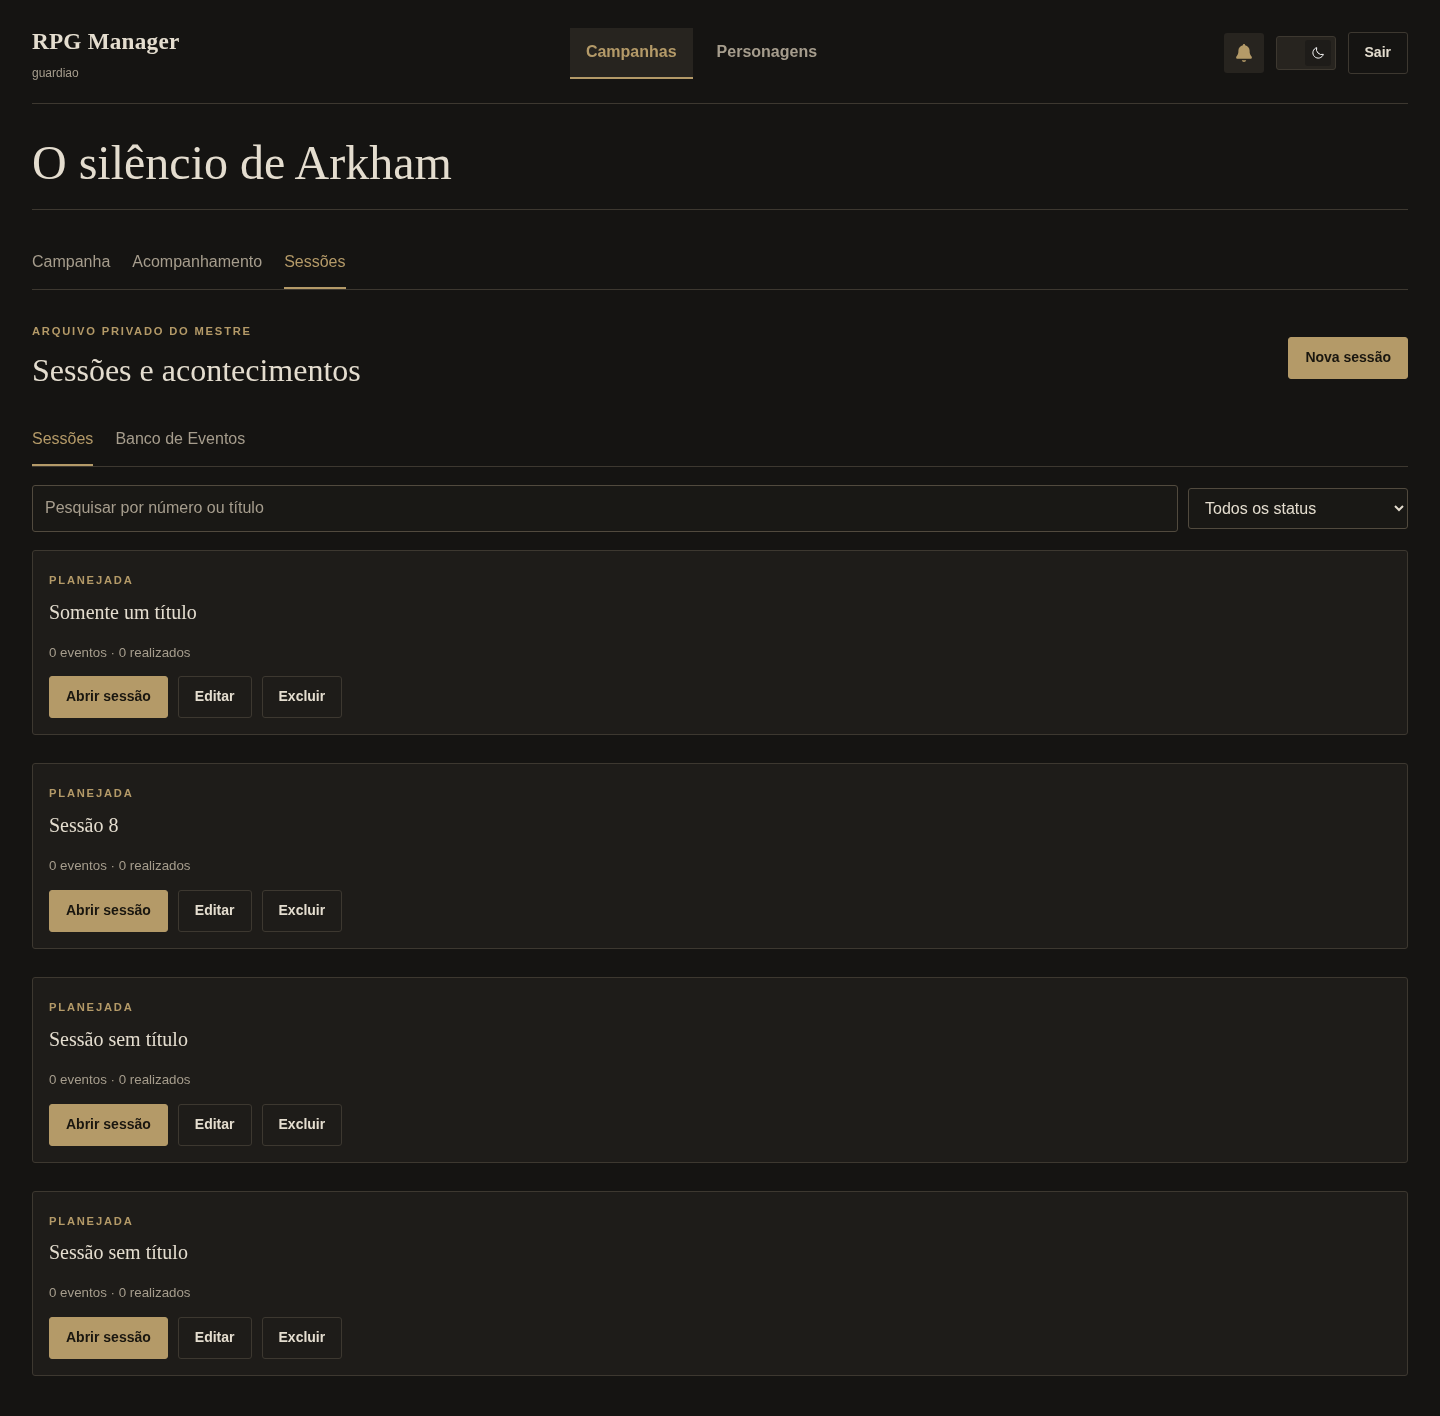 RPG Manager
guardiao
Campanhas Personagens
Sair
O silêncio de Arkham
Campanha Acompanhamento Sessões
ARQUIVO PRIVADO DO MESTRE
Sessões e acontecimentos
Nova sessão
Sessões Banco de Eventos
Pesquisar por número ou título
Todos os status
PLANEJADA
Somente um título
0 eventos · 0 realizados
Abrir sessão Editar Excluir
PLANEJADA
Sessão 8
0 eventos · 0 realizados
Abrir sessão Editar Excluir
PLANEJADA
Sessão sem título
0 eventos · 0 realizados
Abrir sessão Editar Excluir
PLANEJADA
Sessão sem título
0 eventos · 0 realizados
Abrir sessão Editar Excluir